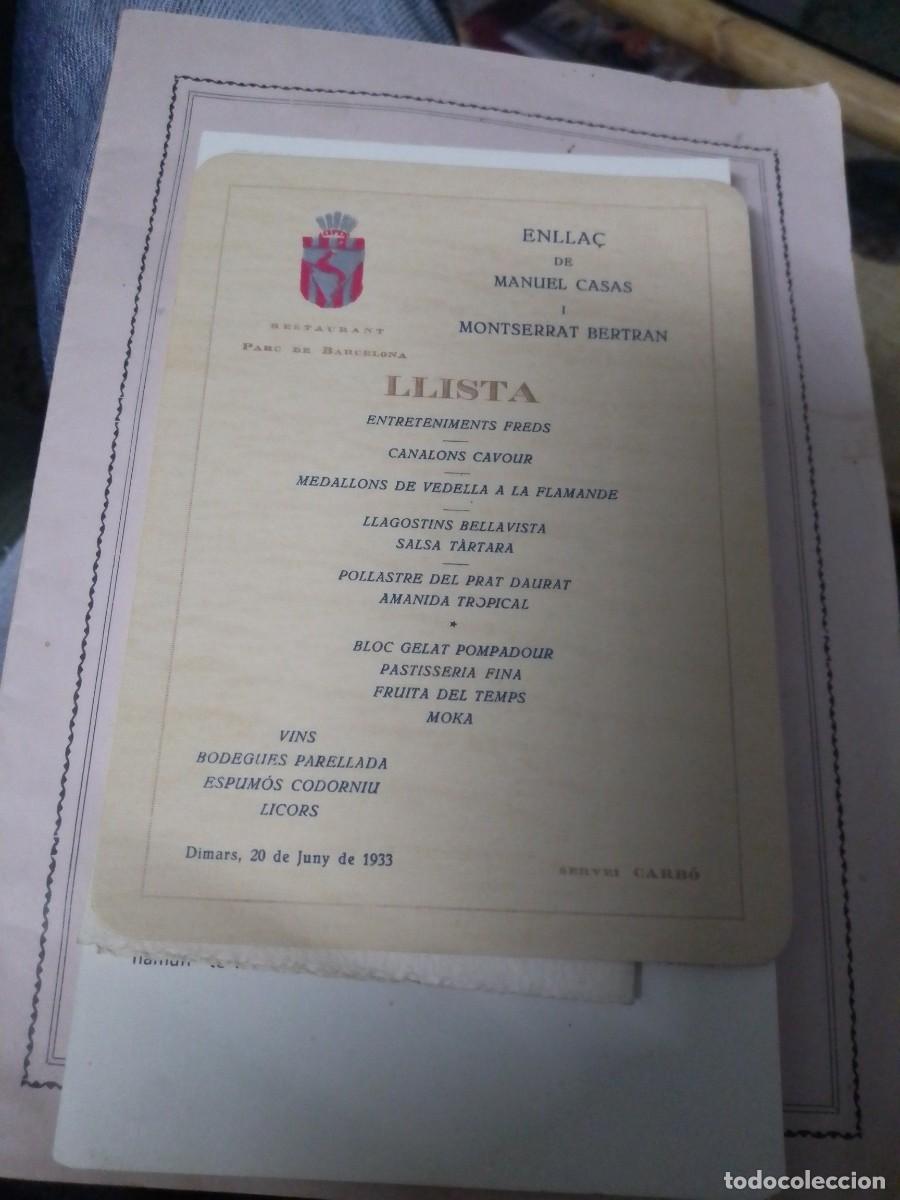 RESTAURANT
PARC DE BARCELONA
ENLLAÇ
DE
MANUEL CASAS
I
MONTSERRAT BERTRAN
LLISTA
ENTRETENIMENTS FREDS
CANALONS CAVOUR
MEDALLONS DE VEDELLA A LA FLAMANDE
LLAGOSTINS BELLAVISTA
SALSA TÀRTARA
POLLASTRE DEL PRAT DAURAT
AMANIDA TROPICAL
*
BLOC GELAT POMPADOUR
PASTISSERIA FINA
FRUITA DEL TEMPS
MOKA
VINS
BODEGUES PARELLADA
ESPUMÓS CODORNIU
LICORS
Dimars, 20 de Juny de 1933
SERVEI CARBÓ
todocoleccion